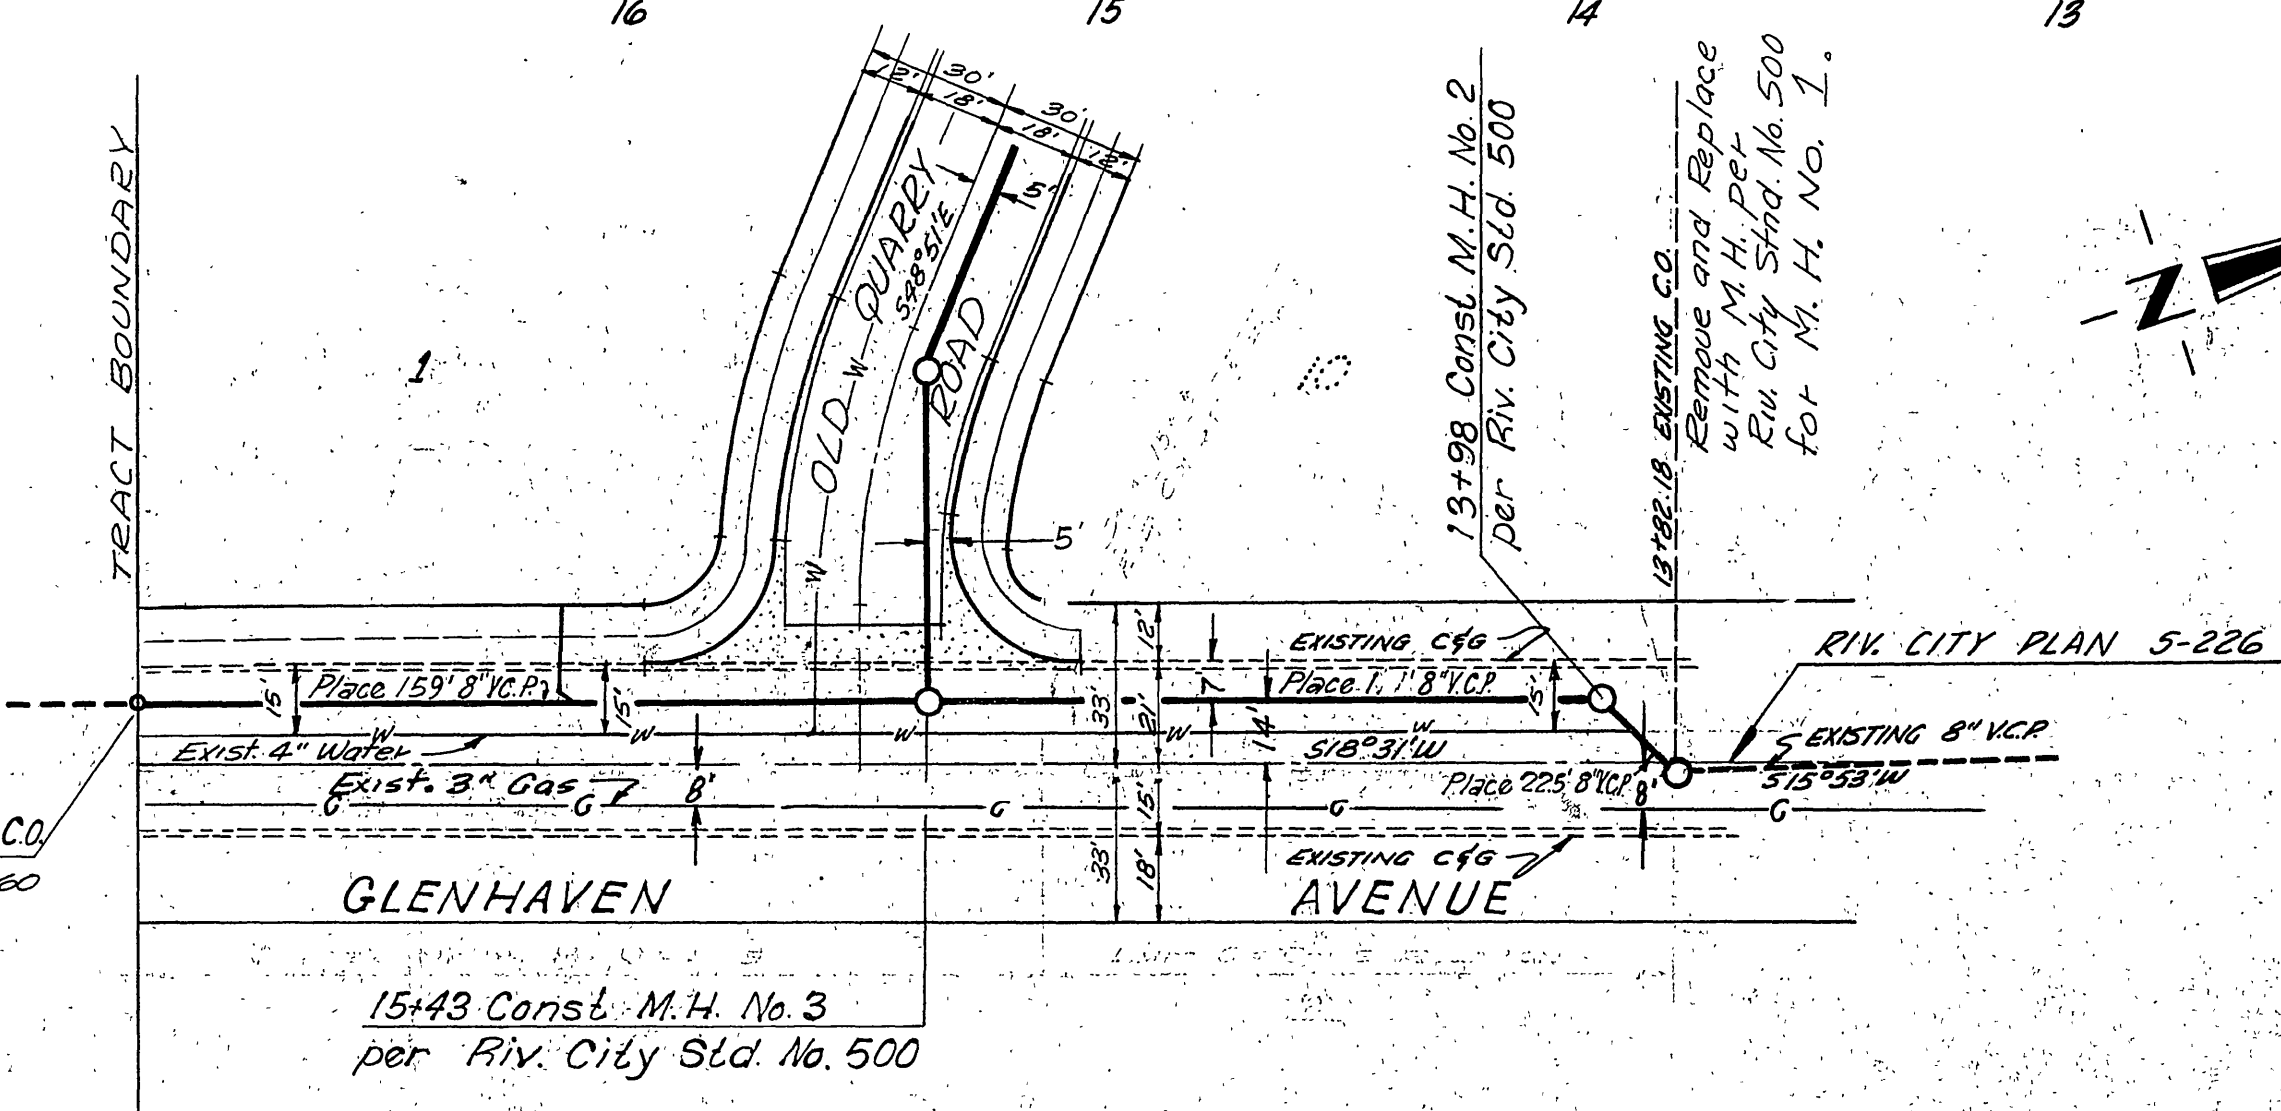 16 15 14 13
12' 30'
18'
30'
18'
12'
TRACT BOUNDARY
1
OLD QUARRY
ROAD
S48°51'E
5'
5'
W
W
W
10
13+98 Const M.H. No. 2
per Riv. City Std. 500
13+82.18 EXISTING C.O.
Remove and Replace
with M.H. per
Riv. City Stnd. No. 500
for M. H. No. 1.
N
EXISTING C&G
RIV. CITY PLAN S-226
15' Place 159' 8" V.C.P.
15'
33' 12'
21'
7
14'
Place 8" V.C.P.
15'
W W W W W
Exist. 4" Water
S18°31'W
EXISTING 8" V.C.P.
S15°53'W
Exist. 3" Gas
8'
Place 22.5' 8" V.C.P.
8'
G G G G G
33' 15'
18'
EXISTING C&G
C.O.
60
GLENHAVEN AVENUE
15+43 Const M.H. No. 3
per Riv. City Std. No. 500